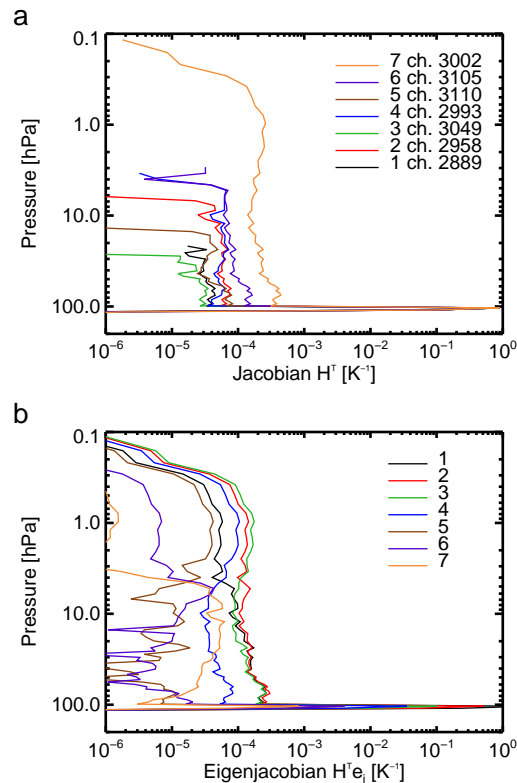 a
0.1
1.0
10.0
100.0
Pressure [hPa]
7 ch. 3002
6 ch. 3105
5 ch. 3110
4 ch. 2993
3 ch. 3049
2 ch. 2958
1 ch. 2889
10⁻⁶ 10⁻⁵ 10⁻⁴ 10⁻³ 10⁻² 10⁻¹ 10⁰
Jacobian Hᵀ [K⁻¹]
b
0.1
1.0
10.0
100.0
Pressure [hPa]
1
2
3
4
5
6
7
10⁻⁶ 10⁻⁵ 10⁻⁴ 10⁻³ 10⁻² 10⁻¹ 10⁰
Eigenjacobian Hᵀeᵢ [K⁻¹]